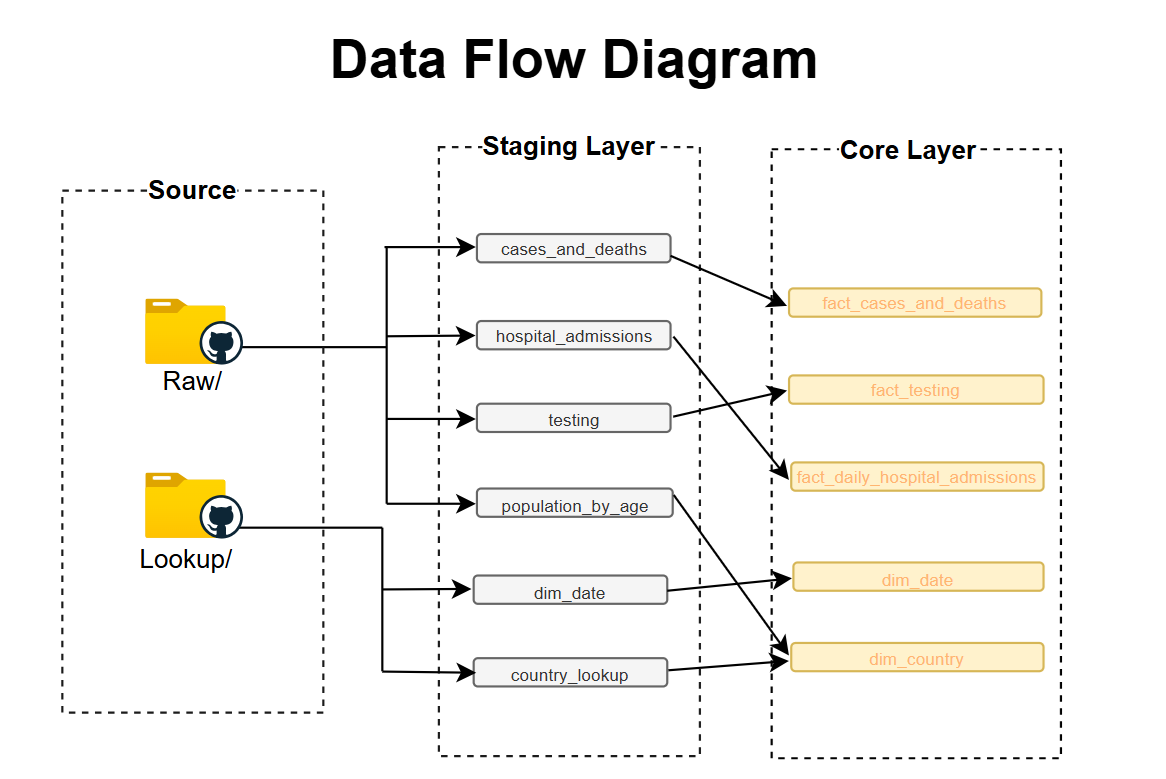 Data Flow Diagram
Source
Raw/
Lookup/
Staging Layer
cases_and_deaths
hospital_admissions
testing
population_by_age
dim_date
country_lookup
Core Layer
fact_cases_and_deaths
fact_testing
fact_daily_hospital_admissions
dim_date
dim_country